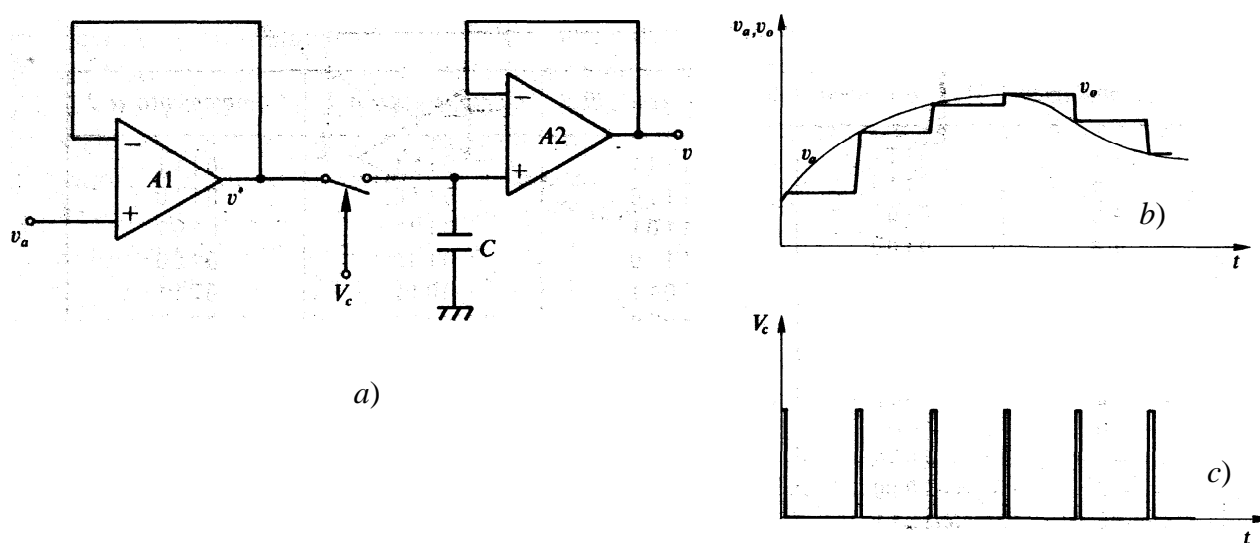 −
A1
+
v_a
v'
V_c
C
−
A2
+
v
a)
v_a, v_o
v_o
v_a
b)
t
V_c
c)
t